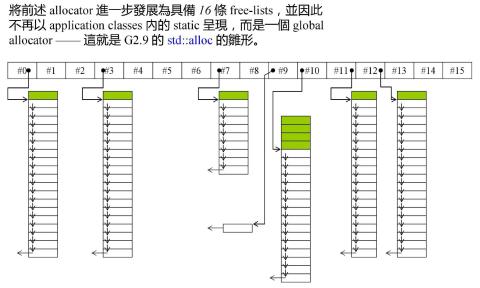 將前述 allocator 進一步發展為具備 16 條 free-lists，並因此
不再以 application classes 內的 static 呈現，而是一個 global
allocator —— 這就是 G2.9 的 std::alloc 的雛形。
#0 #1 #2 #3 #4 #5 #6 #7 #8 #9 #10 #11 #12 #13 #14 #15